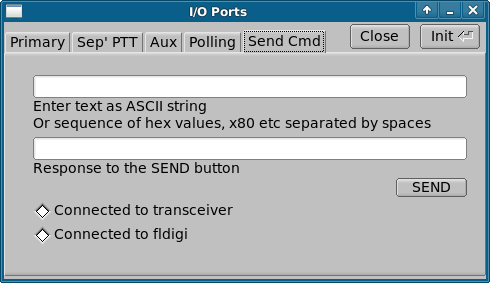 I/O Ports
Primary Sep' PTT Aux Polling Send Cmd Close Init
Enter text as ASCII string
Or sequence of hex values, x80 etc separated by spaces
Response to the SEND button
SEND
Connected to transceiver
Connected to fldigi